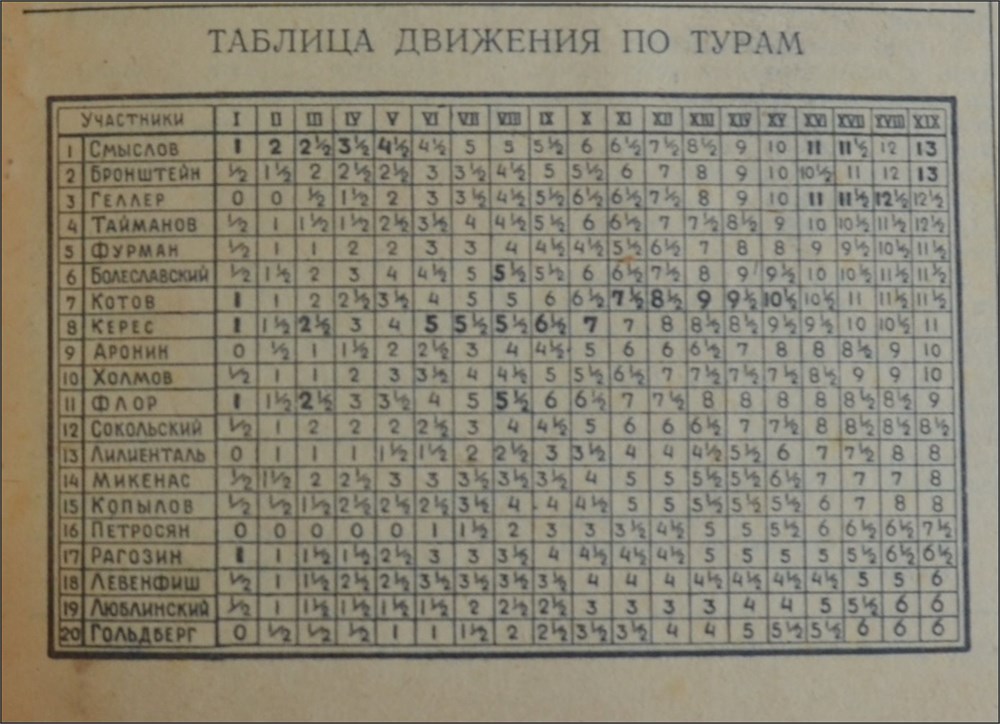 ТАБЛИЦА ДВИЖЕНИЯ ПО ТУРАМ
УЧАСТНИКИ I II III IV V VI VII VIII IX X XI XII XIII XIV XV XVI XVII XVIII XIX
1 СМЫСЛОВ 1 2 2½ 3½ 4½ 4½ 5 5 5½ 6 6½ 7½ 8½ 9 10 11 11½ 12 13
2 БРОНШТЕЙН ½ 1½ 2 2½ 2½ 3 3½ 4½ 5 5½ 6 7 8 9 10 10½ 11 12 13
3 ГЕЛЛЕР 0 0 ½ 1½ 2 3 3½ 4½ 5½ 6½ 6½ 7½ 8 9 10 11 11½ 12½ 12½
4 ТАЙМАНОВ ½ 1 1½ 1½ 2½ 3½ 4 4½ 5½ 6 6½ 7 7½ 8½ 9 10 10½ 11½ 12½
5 ФУРМАН ½ 1 1 2 2 3 3 4 4½ 4½ 5½ 6½ 7 8 8 9 9½ 10½ 11½
6 БОЛЕСЛАВСКИЙ ½ 1½ 2 3 4 4½ 5 5½ 5½ 6 6½ 7½ 8 9 9½ 10 10½ 11½ 11½
7 КОТОВ 1 1 2 2½ 3½ 4 5 5 6 6½ 7½ 8½ 9 9½ 10½ 10½ 11 11½ 11½
8 КЕРЕС 1 1½ 2½ 3 4 5 5½ 5½ 6½ 7 7 8 8½ 8½ 9½ 9½ 10 10½ 11
9 АРОНИН 0 ½ 1 1½ 2 2½ 3 4 4½ 5 6 6 6½ 7 8 8 8½ 9 10
10 ХОЛМОВ ½ 1 1 2 3 3½ 4 4½ 5 5½ 6½ 7 7½ 7½ 7½ 8½ 9 9 10
11 ФЛОР 1 1½ 2½ 3 3½ 4 5 5½ 6 6½ 7 7½ 8 8 8 8 8½ 8½ 9
12 СОКОЛЬСКИЙ ½ 1 2 2 2 2½ 3 4 4½ 5 6 6 6½ 7 7½ 8 8½ 8½ 8½
13 ЛИЛИЕНТАЛЬ 0 1 1 1 1½ 1½ 2 2½ 3 3½ 4 4 4½ 5½ 6 7 7½ 8 8
14 МИКЕНАС ½ 1½ 2 2½ 3 3 3½ 3½ 3½ 4 5 5 5½ 5½ 6½ 7 7 7 8
15 КОПЫЛОВ ½ ½ 1½ 2½ 2½ 2½ 3½ 4 4 4½ 5 5 5½ 5½ 5½ 6 7 8 8
16 ПЕТРОСЯН 0 0 0 0 0 1 1½ 2 3 3 3½ 4½ 5 5 5½ 6 6½ 6½ 7½
17 РАГОЗИН 1 1 1½ 1½ 2½ 3 3 3½ 4 4½ 4½ 4½ 5 5 5 5 5½ 6½ 6½
18 ЛЕВЕНФИШ ½ 1 1½ 2½ 2½ 3½ 3½ 3½ 3½ 4 4 4 4½ 4½ 4½ 4½ 5 5 6
19 ЛЮБЛИНСКИЙ ½ 1 1½ 1½ 1½ 1½ 2 2½ 2½ 3 3 3 3 4 4 5 5½ 6 6
20 ГОЛЬДБЕРГ 0 ½ ½ ½ 1 1 1½ 2 2½ 3½ 3½ 4 4 5 5½ 5½ 6 6 6